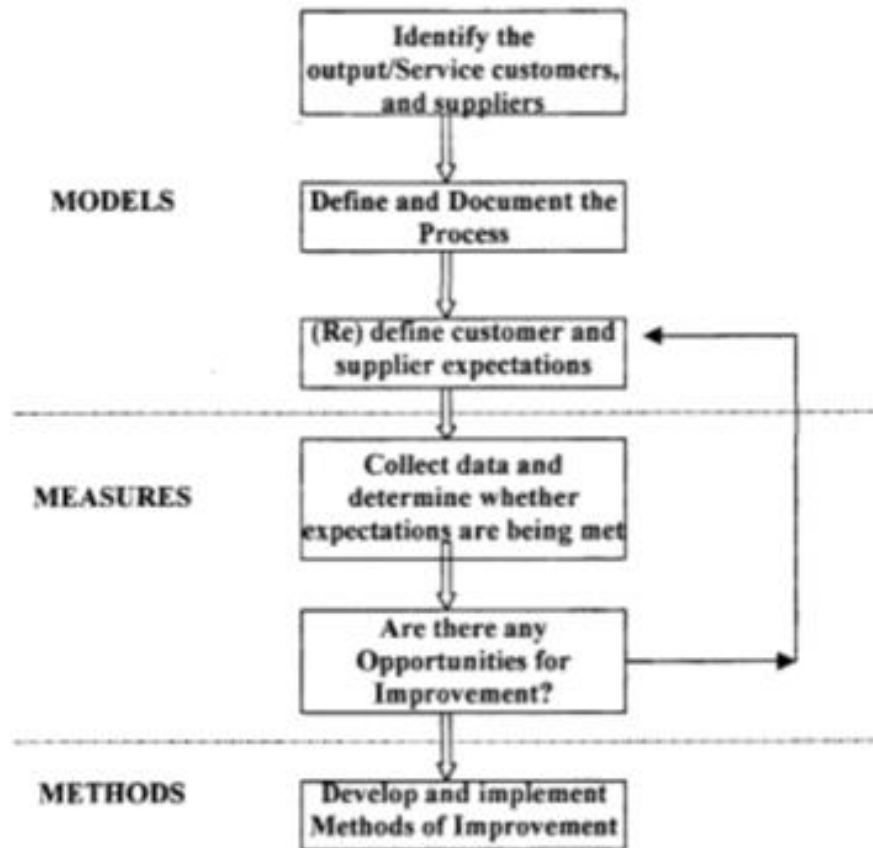 Identify the
output/Service customers,
and suppliers
MODELS
Define and Document the
Process
(Re) define customer and
supplier expectations
MEASURES
Collect data and
determine whether
expectations are being met
Are there any
Opportunities for
Improvement?
METHODS
Develop and implement
Methods of Improvement